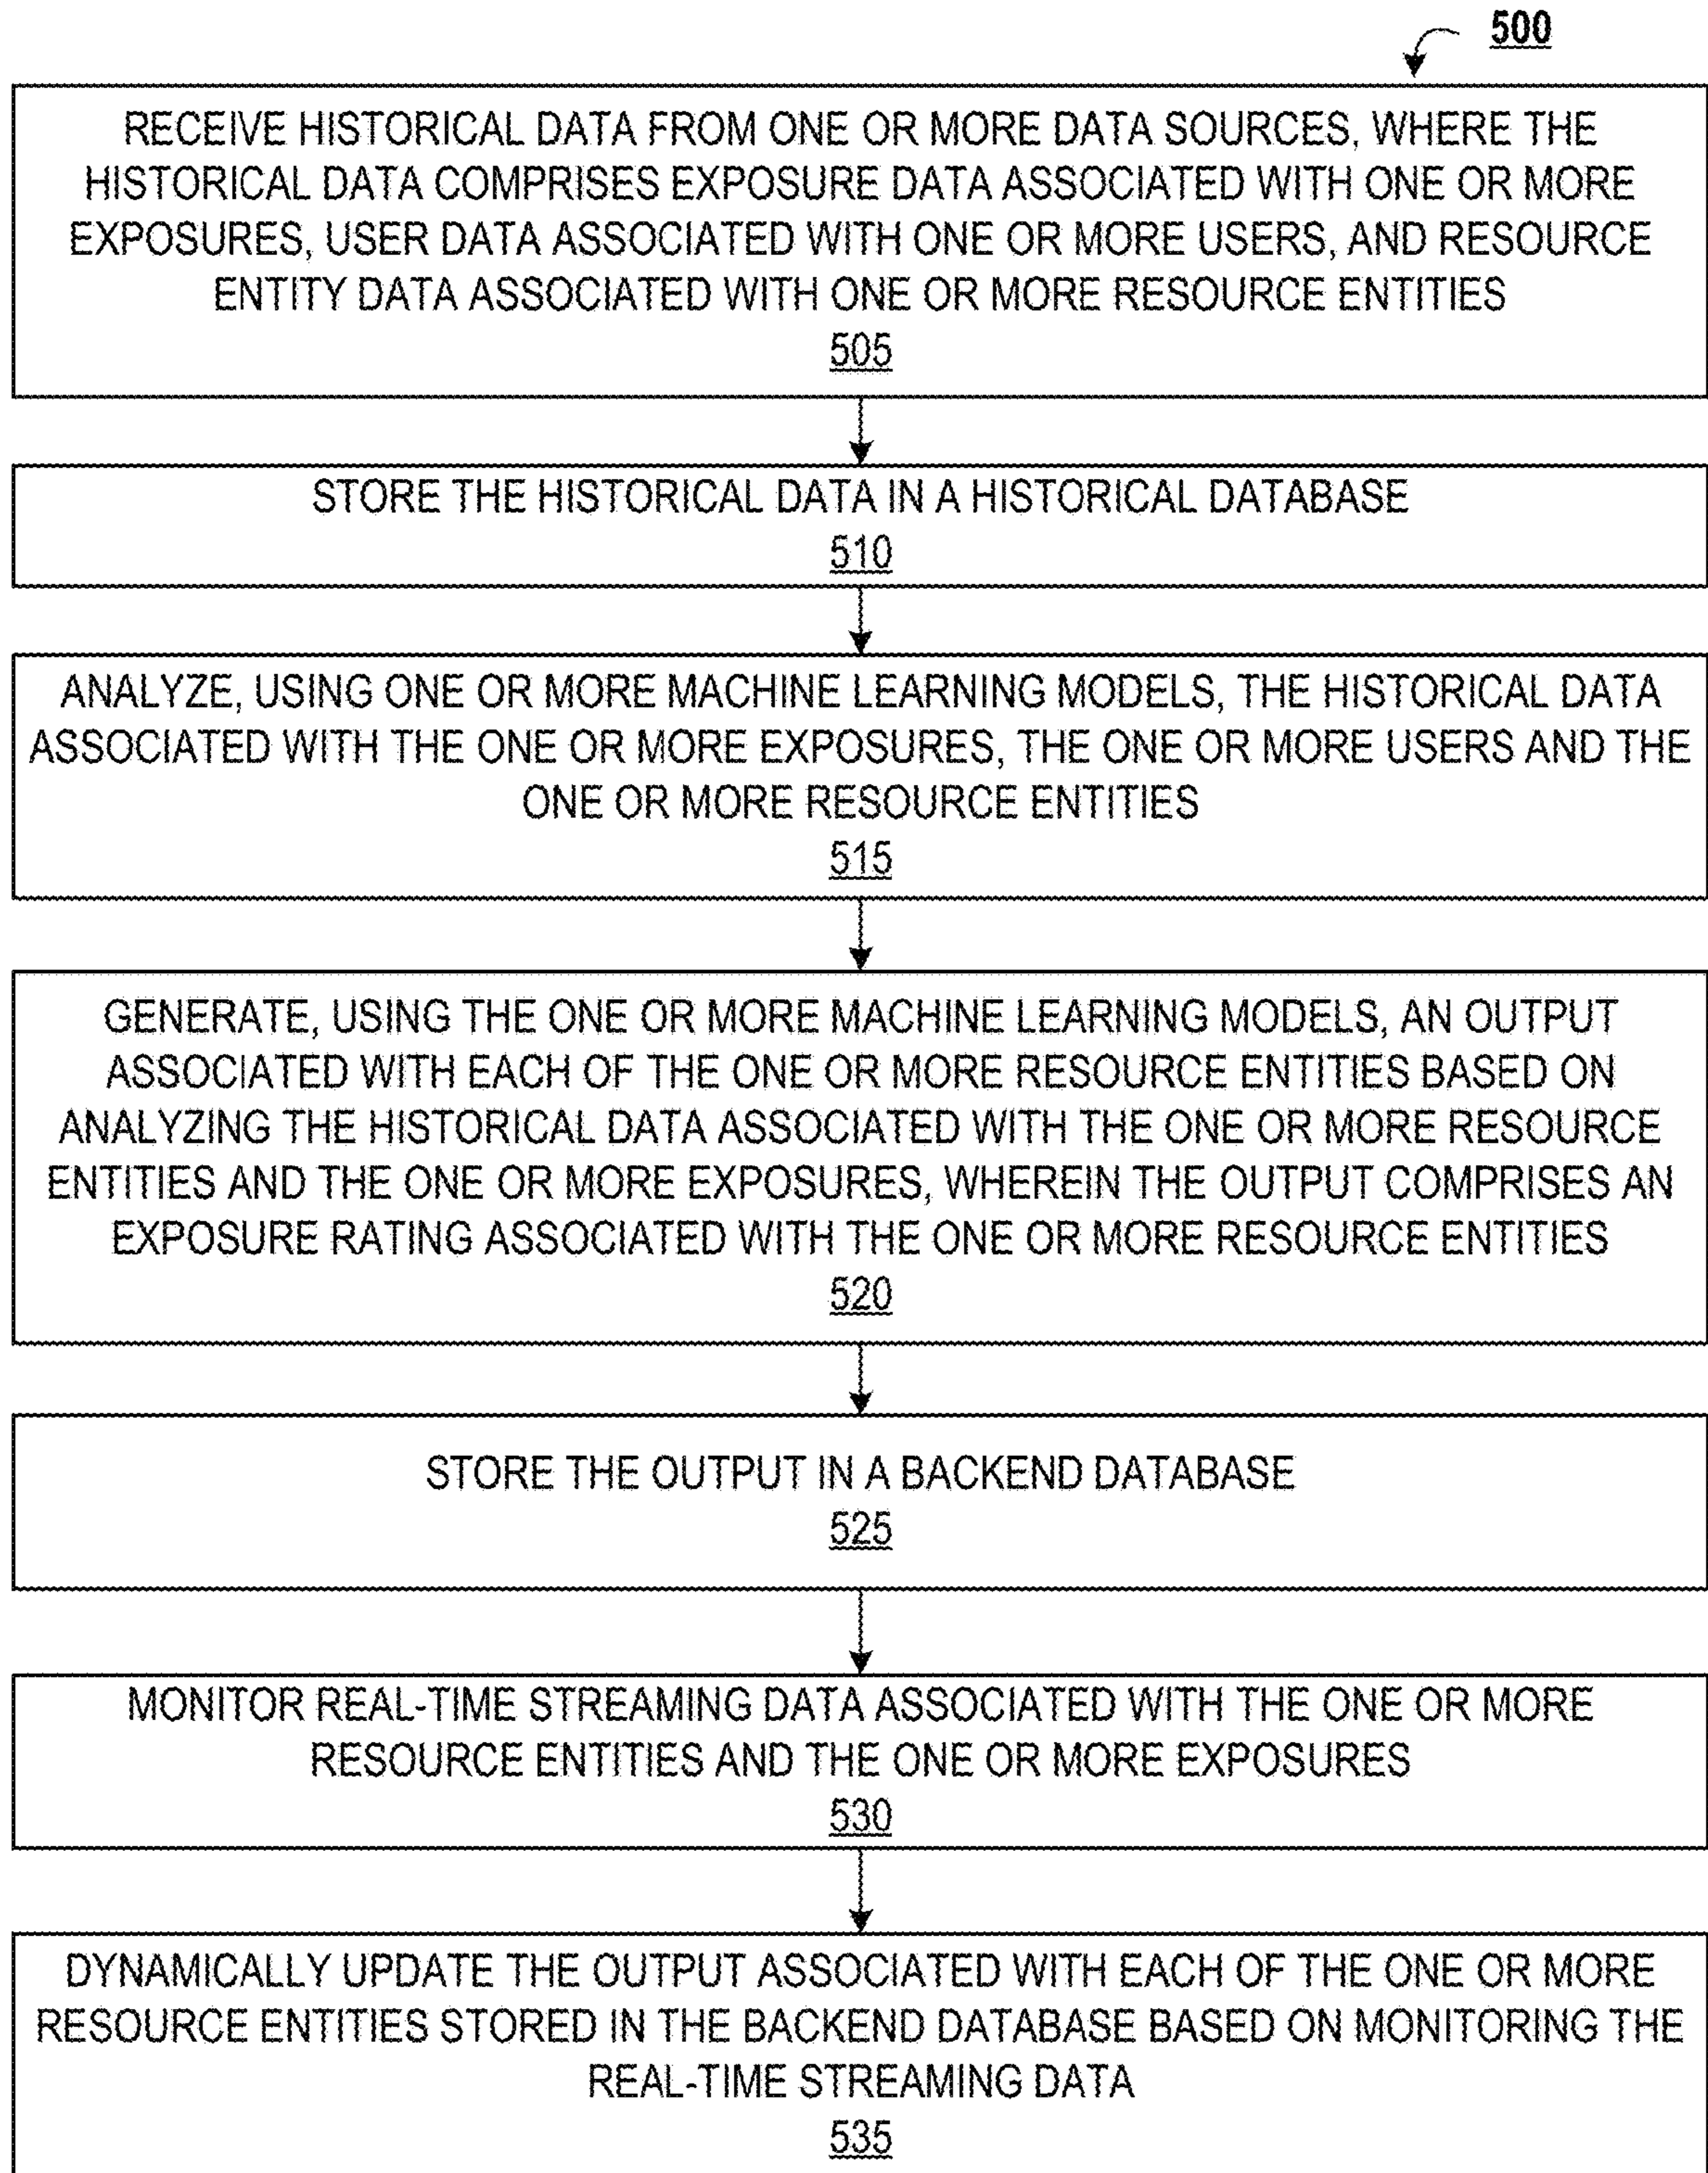 500
RECEIVE HISTORICAL DATA FROM ONE OR MORE DATA SOURCES, WHERE THE
HISTORICAL DATA COMPRISES EXPOSURE DATA ASSOCIATED WITH ONE OR MORE
EXPOSURES, USER DATA ASSOCIATED WITH ONE OR MORE USERS, AND RESOURCE
ENTITY DATA ASSOCIATED WITH ONE OR MORE RESOURCE ENTITIES
505
STORE THE HISTORICAL DATA IN A HISTORICAL DATABASE
510
ANALYZE, USING ONE OR MORE MACHINE LEARNING MODELS, THE HISTORICAL DATA
ASSOCIATED WITH THE ONE OR MORE EXPOSURES, THE ONE OR MORE USERS AND THE
ONE OR MORE RESOURCE ENTITIES
515
GENERATE, USING THE ONE OR MORE MACHINE LEARNING MODELS, AN OUTPUT
ASSOCIATED WITH EACH OF THE ONE OR MORE RESOURCE ENTITIES BASED ON
ANALYZING THE HISTORICAL DATA ASSOCIATED WITH THE ONE OR MORE RESOURCE
ENTITIES AND THE ONE OR MORE EXPOSURES, WHEREIN THE OUTPUT COMPRISES AN
EXPOSURE RATING ASSOCIATED WITH THE ONE OR MORE RESOURCE ENTITIES
520
STORE THE OUTPUT IN A BACKEND DATABASE
525
MONITOR REAL-TIME STREAMING DATA ASSOCIATED WITH THE ONE OR MORE
RESOURCE ENTITIES AND THE ONE OR MORE EXPOSURES
530
DYNAMICALLY UPDATE THE OUTPUT ASSOCIATED WITH EACH OF THE ONE OR MORE
RESOURCE ENTITIES STORED IN THE BACKEND DATABASE BASED ON MONITORING THE
REAL-TIME STREAMING DATA
535